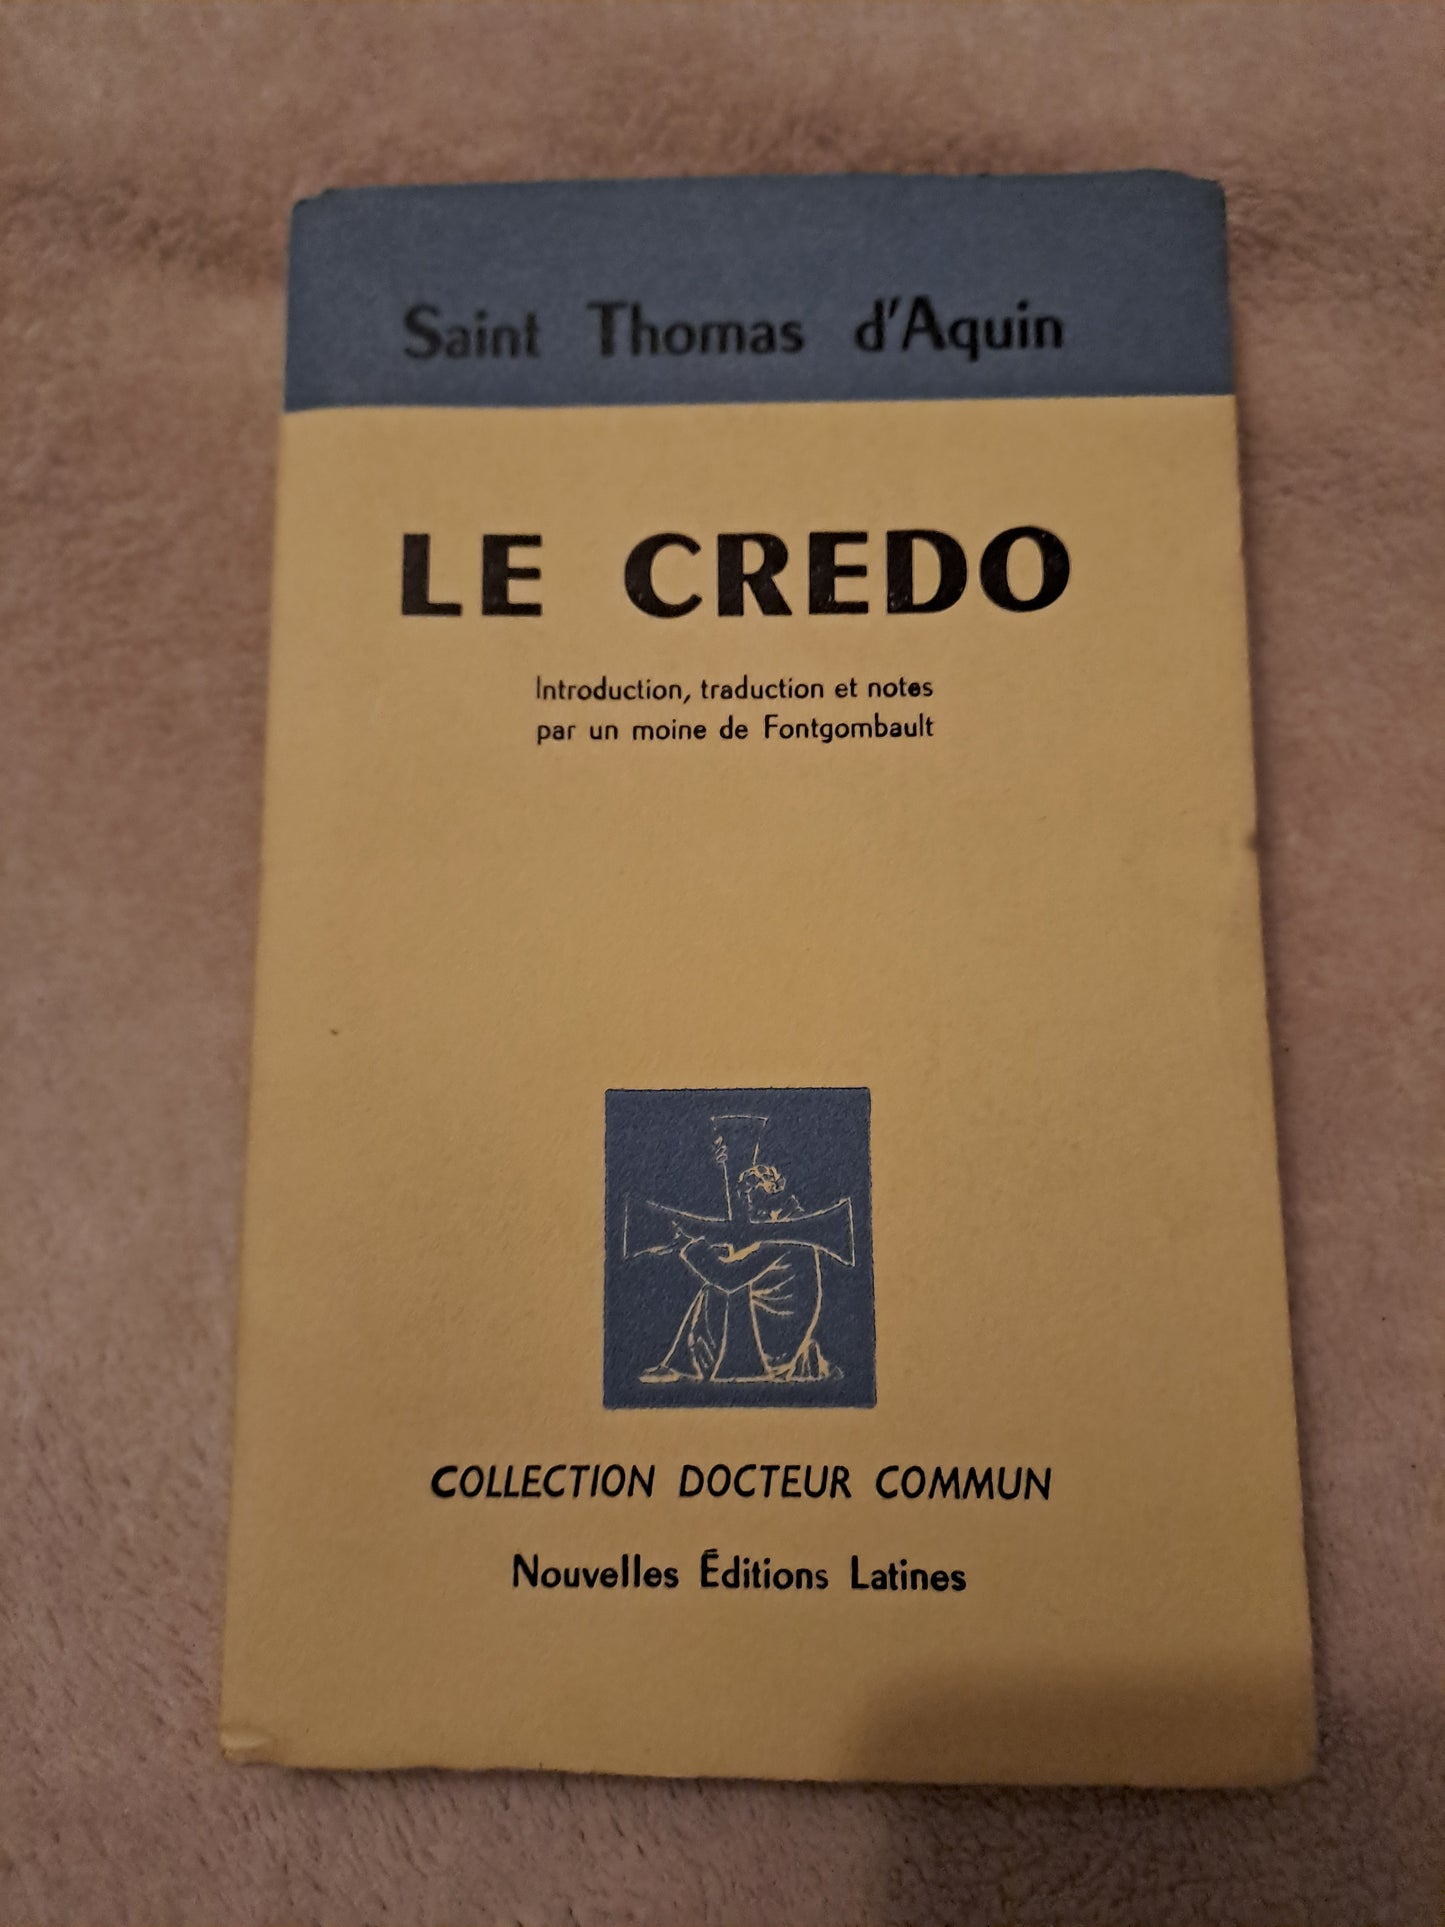 Saint Thomas d'Aquin
LE CREDO
Introduction, traduction et notes
par un moine de Fontgombault
COLLECTION DOCTEUR COMMUN
Nouvelles Éditions Latines